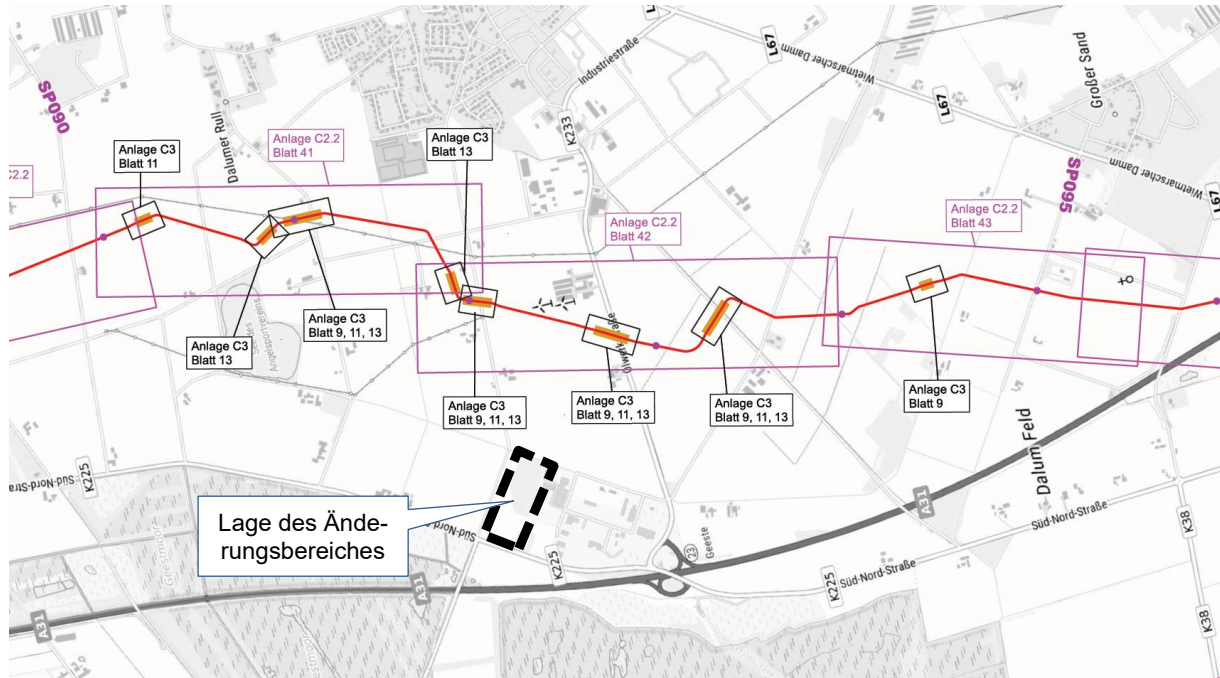 L67
Wietmarscher Damm
Industriestraße
K233
Großer Sand
L67
Wietmarscher Damm
L67
SP090
Dalumer Rull
Anlage C3
Blatt 11
Anlage C2.2
Blatt 41
Anlage C3
Blatt 13
C2.2
SP095
Anlage C2.2
Blatt 42
Anlage C2.2
Blatt 43
Angelsportvereins
Anlage C3
Blatt 13
Anlage C3
Blatt 9, 11, 13
Anlage C3
Blatt 9, 11, 13
Anlage C3
Blatt 9, 11, 13
Anlage C3
Blatt 9, 11, 13
Anlage C3
Blatt 9
Dalum Feld
Süd-Nord-Stra
K225
Lage des Ände-
rungsbereiches
Süd-Nord-S
K225
Geeste
23
A31
Süd-Nord-Straße
K38
Süd-Nord-Straße
K225
A31
A31
K38